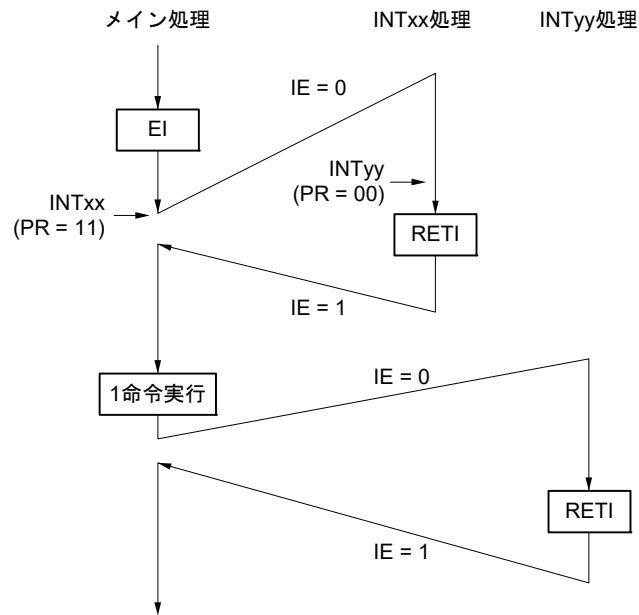 メイン処理
INTxx処理
INTyy処理
IE = 0
EI
INTyy
(PR = 00)
INTxx
(PR = 11)
RETI
IE = 1
IE = 0
1命令実行
RETI
IE = 1